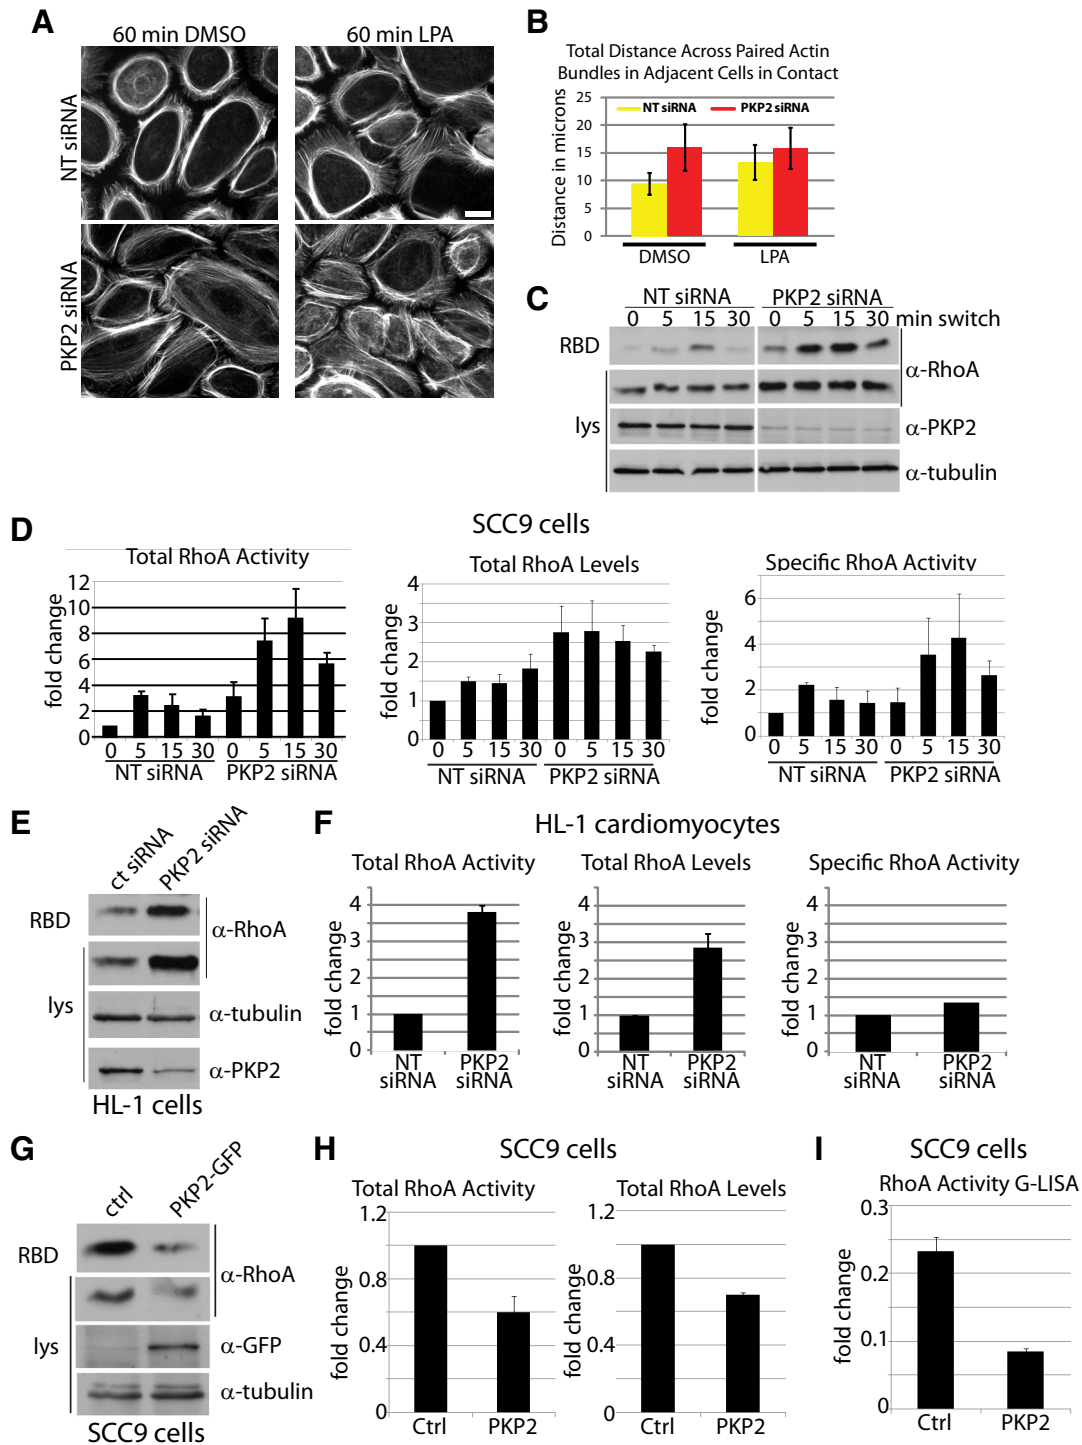 A
60 min DMSO
60 min LPA
NT siRNA
PKP2 siRNA
B
Total Distance Across Paired Actin
Bundles in Adjacent Cells in Contact
Distance in microns
25
20
15
10
5
0
NT siRNA
PKP2 siRNA
DMSO
LPA
C
NT siRNA
PKP2 siRNA
0 5 15 30 0 5 15 30 min switch
RBD
α-RhoA
lys
α-PKP2
α-tubulin
D
SCC9 cells
Total RhoA Activity
fold change
12
10
8
6
4
2
0
0 5 15 30 0 5 15 30
NT siRNA
PKP2 siRNA
Total RhoA Levels
fold change
4
3
2
1
0
0 5 15 30 0 5 15 30
NT siRNA
PKP2 siRNA
Specific RhoA Activity
fold change
6
4
2
0
0 5 15 30 0 5 15 30
NT siRNA
PKP2 siRNA
E
ct siRNA
PKP2 siRNA
RBD
α-RhoA
lys
α-tubulin
α-PKP2
HL-1 cells
F
HL-1 cardiomyocytes
Total RhoA Activity
fold change
4
3
2
1
0
NT
siRNA
PKP2
siRNA
Total RhoA Levels
fold change
4
3
2
1
0
NT
siRNA
PKP2
siRNA
Specific RhoA Activity
fold change
4
3
2
1
0
NT
siRNA
PKP2
siRNA
G
ctrl
PKP2-GFP
RBD
α-RhoA
lys
α-GFP
α-tubulin
SCC9 cells
H
SCC9 cells
Total RhoA Activity
fold change
1.2
0.8
0.4
0
Ctrl
PKP2
Total RhoA Levels
fold change
1.2
0.8
0.4
0
Ctrl
PKP2
I
SCC9 cells
RhoA Activity G-LISA
fold change
0.3
0.2
0.1
0
Ctrl
PKP2